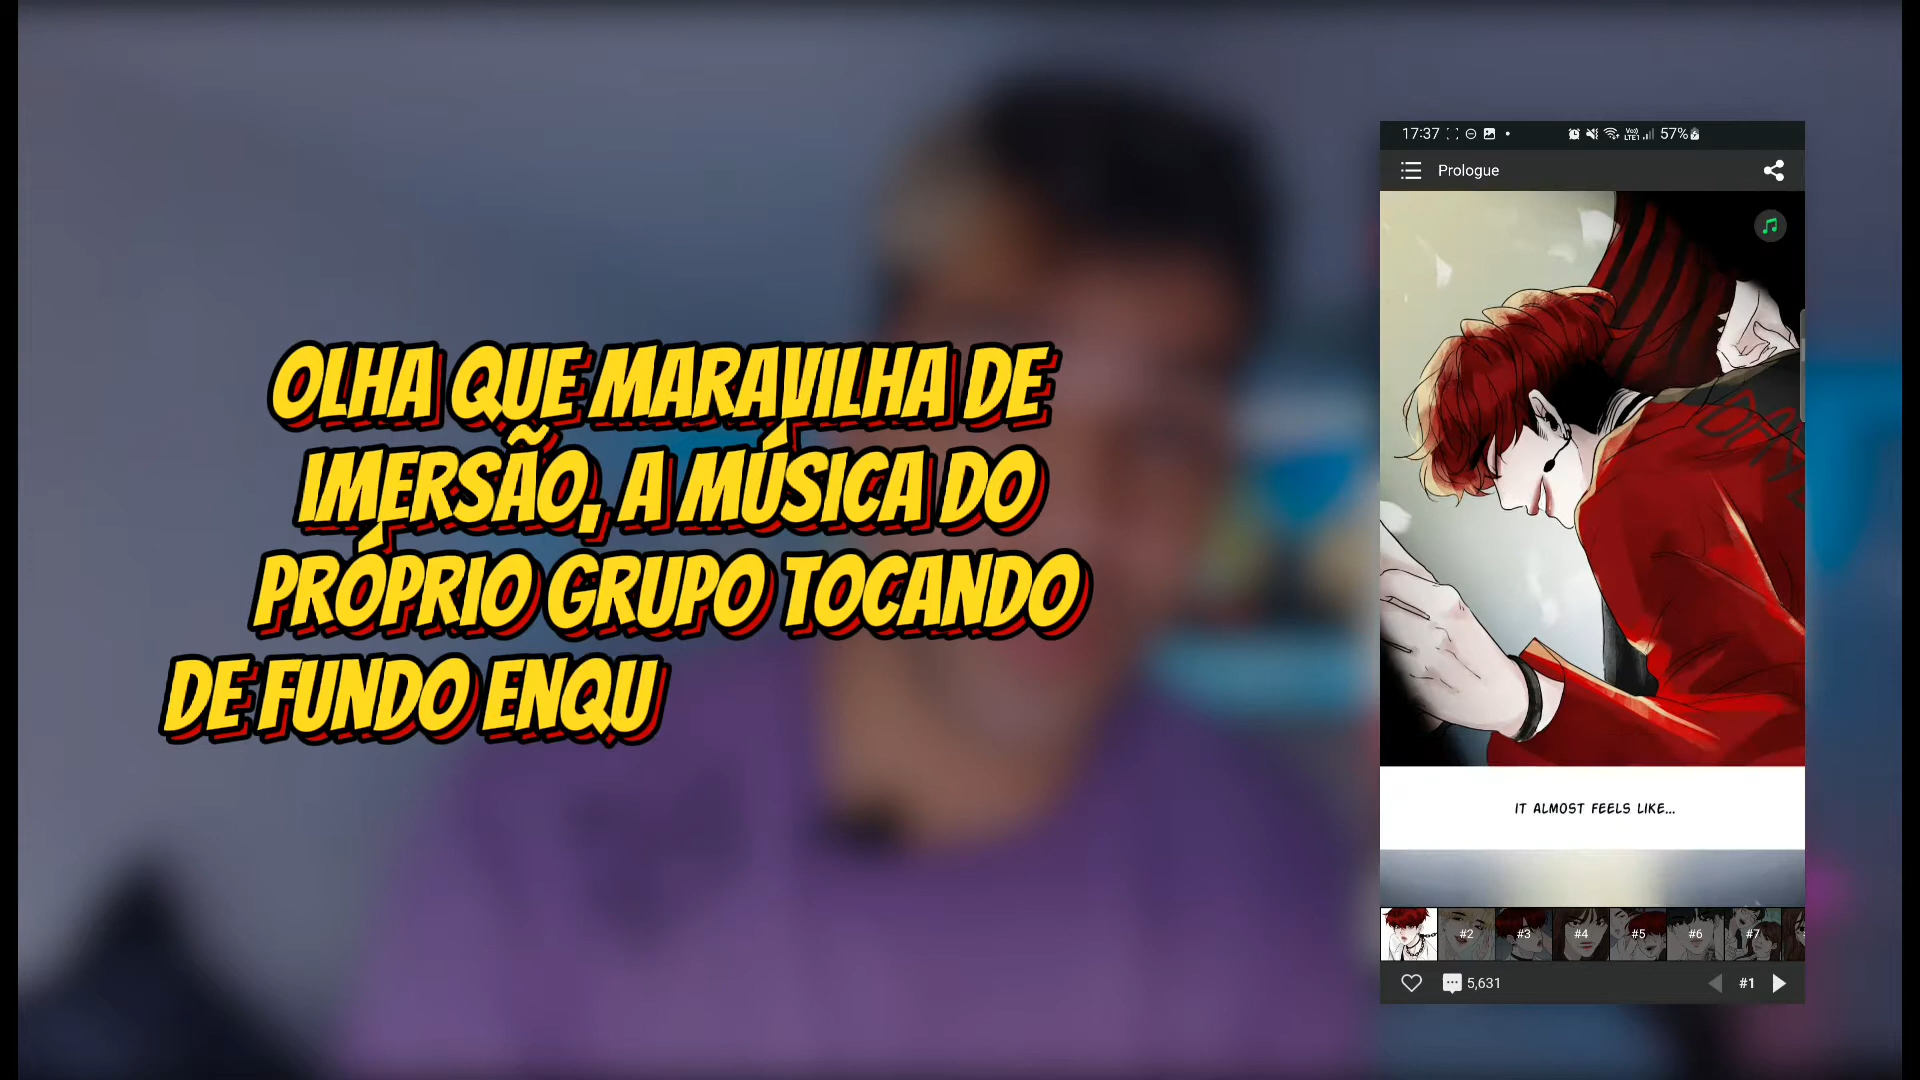 OLHA QUE MARAVILHA DE
IMERSÃO, A MÚSICA DO
PRÓPRIO GRUPO TOCANDO
DE FUNDO ENQU
17:37
57%
Prologue
IT ALMOST FEELS LIKE...
#2 #3 #4 #5 #6 #7
5,631
#1